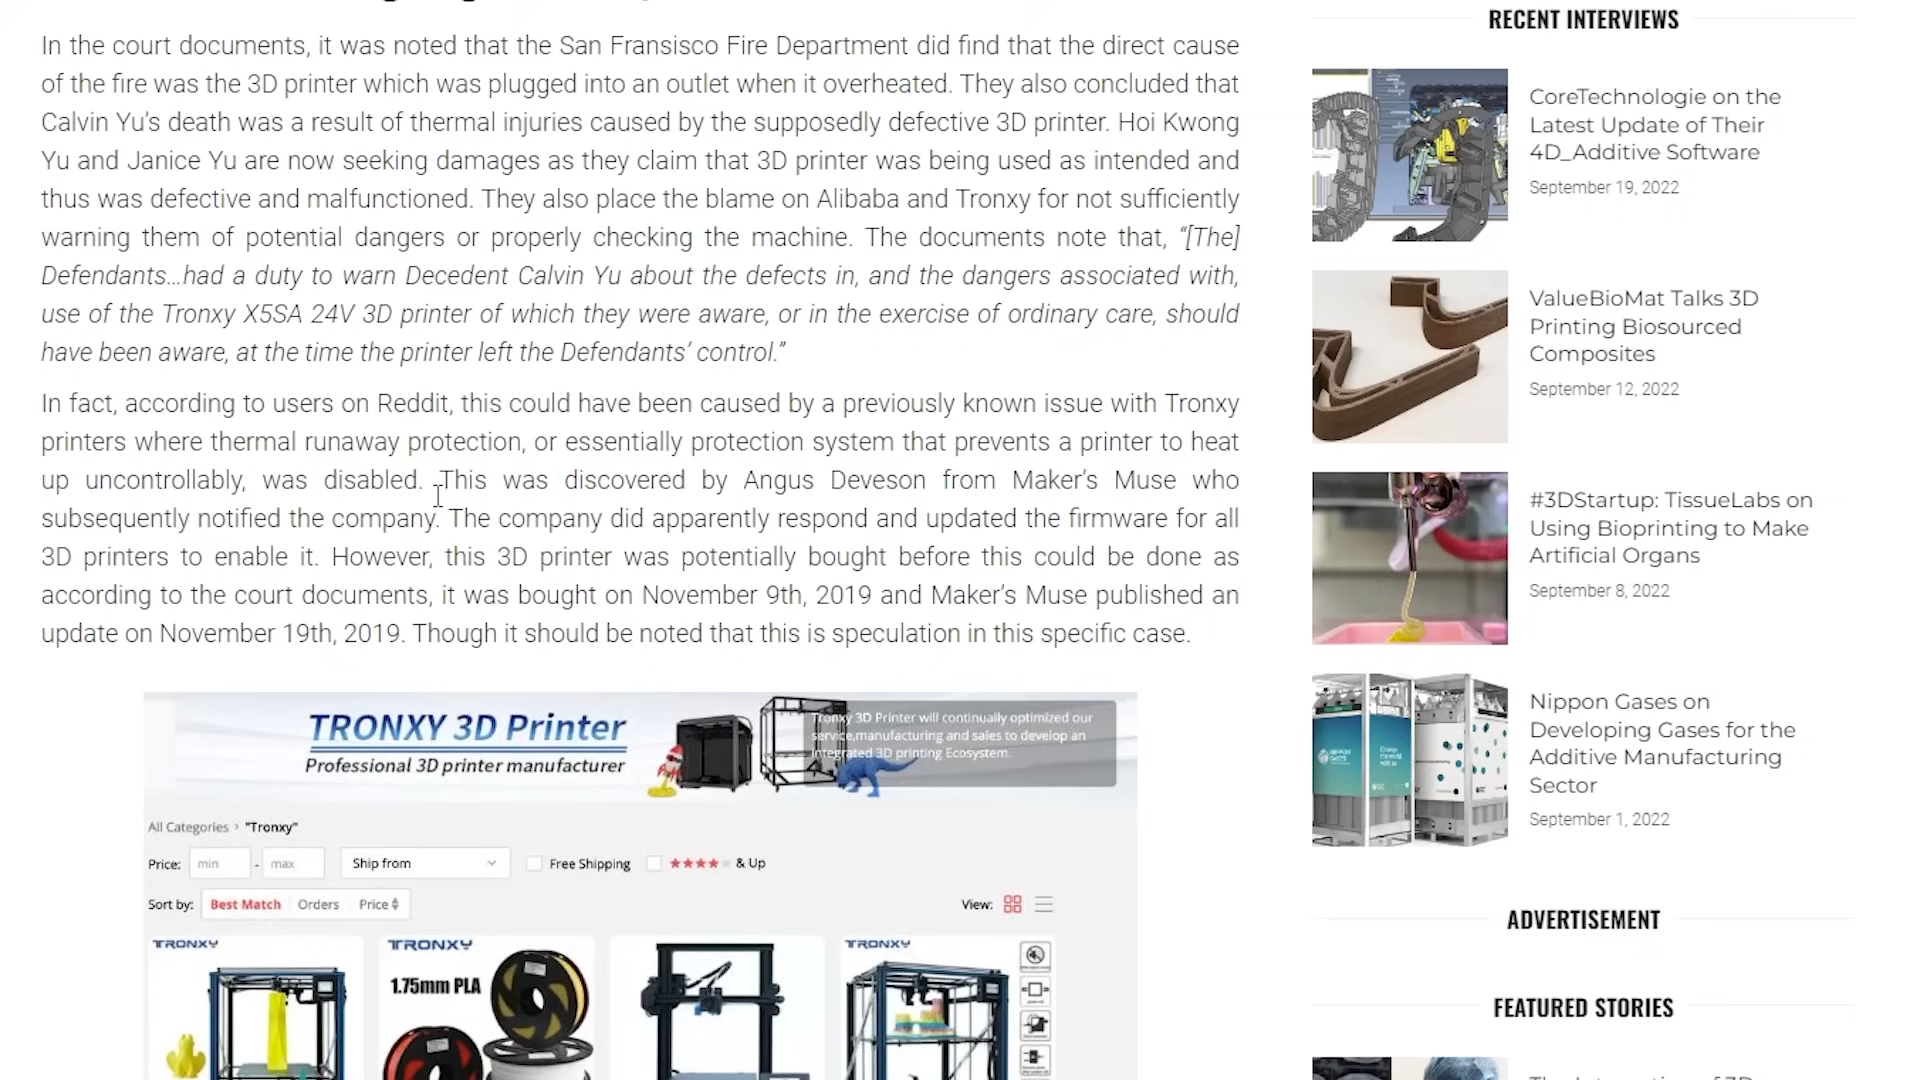 In the court documents, it was noted that the San Fransisco Fire Department did find that the direct cause
of the fire was the 3D printer which was plugged into an outlet when it overheated. They also concluded that
Calvin Yu’s death was a result of thermal injuries caused by the supposedly defective 3D printer. Hoi Kwong
Yu and Janice Yu are now seeking damages as they claim that 3D printer was being used as intended and
thus was defective and malfunctioned. They also place the blame on Alibaba and Tronxy for not sufficiently
warning them of potential dangers or properly checking the machine. The documents note that, “[The]
Defendants...had a duty to warn Decedent Calvin Yu about the defects in, and the dangers associated with,
use of the Tronxy X5SA 24V 3D printer of which they were aware, or in the exercise of ordinary care, should
have been aware, at the time the printer left the Defendants’ control.”
In fact, according to users on Reddit, this could have been caused by a previously known issue with Tronxy
printers where thermal runaway protection, or essentially protection system that prevents a printer to heat
up uncontrollably, was disabled. This was discovered by Angus Deveson from Maker’s Muse who
subsequently notified the company. The company did apparently respond and updated the firmware for all
3D printers to enable it. However, this 3D printer was potentially bought before this could be done as
according to the court documents, it was bought on November 9th, 2019 and Maker’s Muse published an
update on November 19th, 2019. Though it should be noted that this is speculation in this specific case.
TRONXY 3D Printer
Professional 3D printer manufacturer
Tronxy 3D Printer will continually optimized our
service,manufacturing and sales to develop an
integrated 3D printing Ecosystem.
All Categories > "Tronxy"
Price: min - max Ship from Free Shipping & Up
Sort by: Best Match Orders Price View:
TRONXY
TRONXY
1.75mm PLA
TRONXY
RECENT INTERVIEWS
CoreTechnologie on the
Latest Update of Their
4D_Additive Software
September 19, 2022
ValueBioMat Talks 3D
Printing Biosourced
Composites
September 12, 2022
#3DStartup: TissueLabs on
Using Bioprinting to Make
Artificial Organs
September 8, 2022
Nippon Gases on
Developing Gases for the
Additive Manufacturing
Sector
September 1, 2022
ADVERTISEMENT
FEATURED STORIES